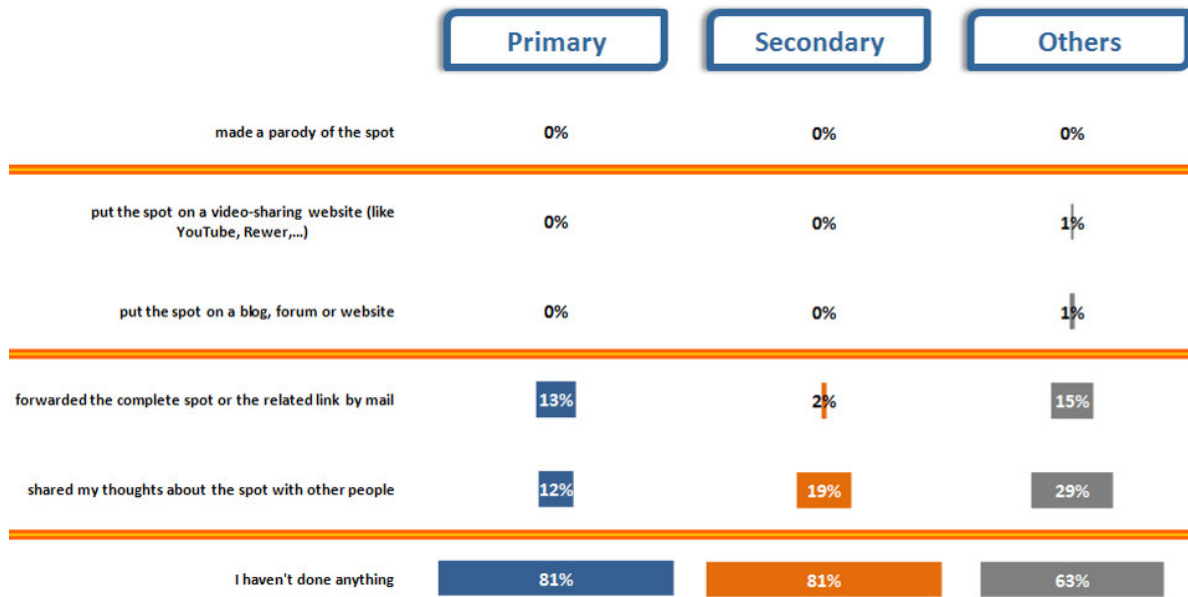 Primary Secondary Others
made a parody of the spot 0% 0% 0%
put the spot on a video-sharing website (like
YouTube, Rewer,...) 0% 0% 1%
put the spot on a blog, forum or website 0% 0% 1%
forwarded the complete spot or the related link by mail 13% 2% 15%
shared my thoughts about the spot with other people 12% 19% 29%
I haven't done anything 81% 81% 63%